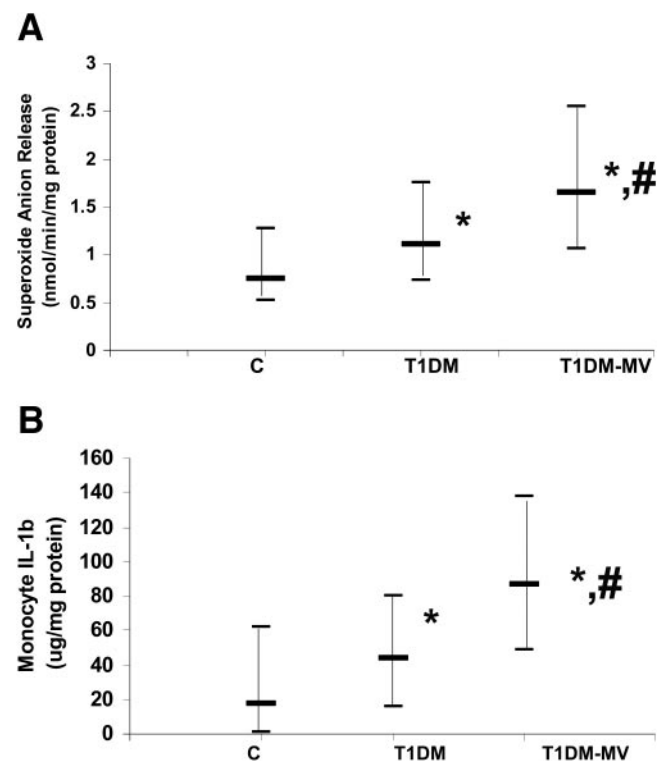 A
Superoxide Anion Release
(nmol/min/mg protein)
3
2.5
2
1.5
1
0.5
0
*
*,#
C T1DM T1DM-MV
B
Monocyte IL-1b
(ug/mg protein)
160
140
120
100
80
60
40
20
0
*
*,#
C T1DM T1DM-MV